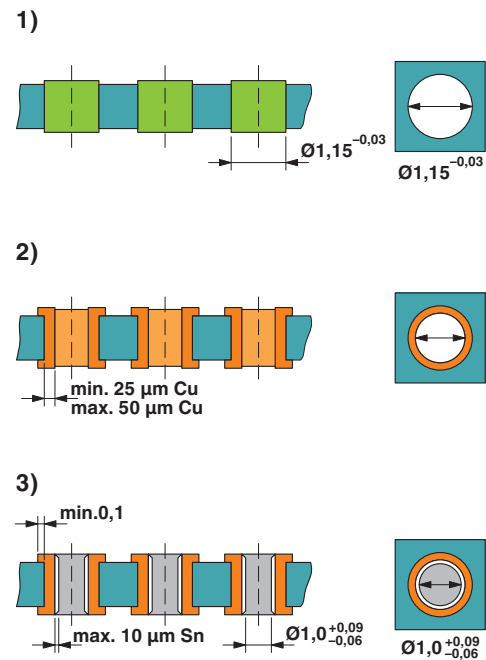 1)
Ø1,15 −0,03
Ø1,15 −0,03
2)
min. 25 µm Cu
max. 50 µm Cu
3)
min.0,1
max. 10 µm Sn
Ø1,0 +0,09 −0,06
Ø1,0 +0,09 −0,06